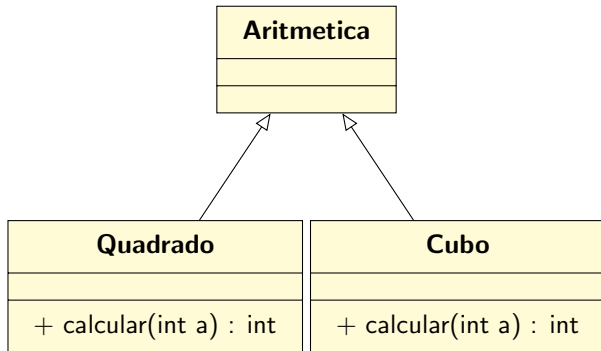 Aritmetica
Quadrado
+ calcular(int a) : int
Cubo
+ calcular(int a) : int